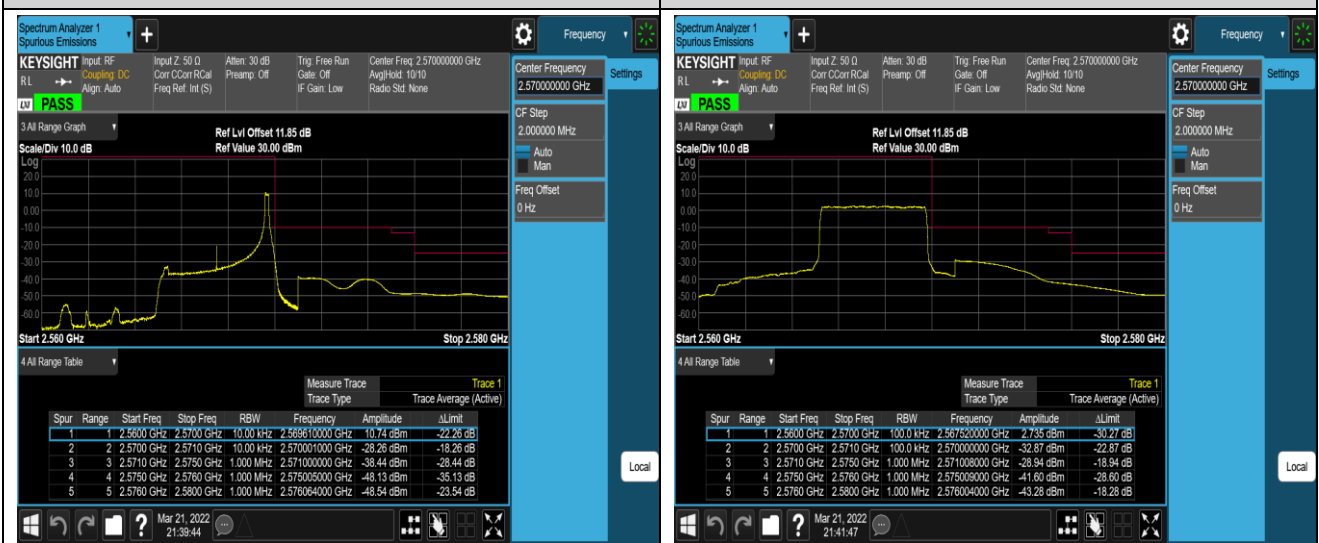 Spectrum Analyzer 1
Spurious Emissions
+
Frequency
KEYSIGHT Input: RF Input Z: 50 Ω Atten: 30 dB Trig: Free Run Center Freq: 2.570000000 GHz
R L Coupling: DC Corr CCorr RCal Preamp: Off Gate: Off Avg|Hold: 10/10
Align: Auto Freq Ref: Int (S) IF Gain: Low Radio Std: None
LXI PASS
Center Frequency
2.570000000 GHz
Settings
CF Step
2.000000 MHz
Auto
Man
Freq Offset
0 Hz
3 All Range Graph
Ref Lvl Offset 11.85 dB
Scale/Div 10.0 dB Ref Value 30.00 dBm
Log
20.0
10.0
0.00
-10.0
-20.0
-30.0
-40.0
-50.0
-60.0
Start 2.560 GHz Stop 2.580 GHz
4 All Range Table
Measure Trace Trace 1
Trace Type Trace Average (Active)
Spur Range Start Freq Stop Freq RBW Frequency Amplitude ΔLimit
1 1 2.5600 GHz 2.5700 GHz 10.00 kHz 2.569610000 GHz 10.74 dBm -22.26 dB
2 2 2.5700 GHz 2.5710 GHz 10.00 kHz 2.570001000 GHz -28.26 dBm -18.26 dB
3 3 2.5710 GHz 2.5750 GHz 1.000 MHz 2.571000000 GHz -38.44 dBm -28.44 dB
4 4 2.5750 GHz 2.5760 GHz 1.000 MHz 2.575005000 GHz -48.13 dBm -35.13 dB
5 5 2.5760 GHz 2.5800 GHz 1.000 MHz 2.576064000 GHz -48.54 dBm -23.54 dB
Local
?
Mar 21, 2022
21:39:44
Spectrum Analyzer 1
Spurious Emissions
+
Frequency
KEYSIGHT Input: RF Input Z: 50 Ω Atten: 30 dB Trig: Free Run Center Freq: 2.570000000 GHz
R L Coupling: DC Corr CCorr RCal Preamp: Off Gate: Off Avg|Hold: 10/10
Align: Auto Freq Ref: Int (S) IF Gain: Low Radio Std: None
LXI PASS
Center Frequency
2.570000000 GHz
Settings
CF Step
2.000000 MHz
Auto
Man
Freq Offset
0 Hz
3 All Range Graph
Ref Lvl Offset 11.85 dB
Scale/Div 10.0 dB Ref Value 30.00 dBm
Log
20.0
10.0
0.00
-10.0
-20.0
-30.0
-40.0
-50.0
-60.0
Start 2.560 GHz Stop 2.580 GHz
4 All Range Table
Measure Trace Trace 1
Trace Type Trace Average (Active)
Spur Range Start Freq Stop Freq RBW Frequency Amplitude ΔLimit
1 1 2.5600 GHz 2.5700 GHz 100.0 kHz 2.567520000 GHz 2.735 dBm -30.27 dB
2 2 2.5700 GHz 2.5710 GHz 100.0 kHz 2.570000000 GHz -32.87 dBm -22.87 dB
3 3 2.5710 GHz 2.5750 GHz 1.000 MHz 2.571008000 GHz -28.94 dBm -18.94 dB
4 4 2.5750 GHz 2.5760 GHz 1.000 MHz 2.575009000 GHz -41.60 dBm -28.60 dB
5 5 2.5760 GHz 2.5800 GHz 1.000 MHz 2.576004000 GHz -43.28 dBm -18.28 dB
Local
?
Mar 21, 2022
21:41:47